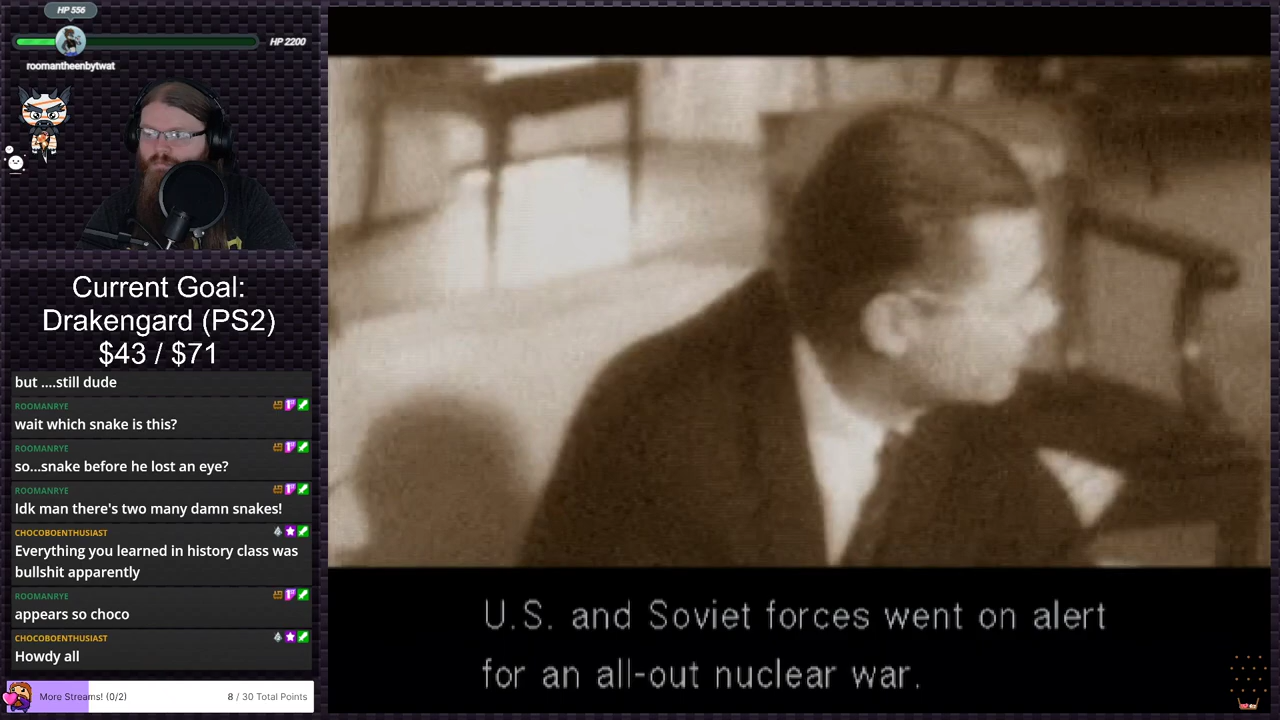 HP 556
HP 2200
roomantheenbytwat
Current Goal:
Drakengard (PS2)
$43 / $71
but ....still dude
ROOMANRYE
wait which snake is this?
ROOMANRYE
so...snake before he lost an eye?
ROOMANRYE
Idk man there's two many damn snakes!
CHOCOBOENTHUSIAST
Everything you learned in history class was
bullshit apparently
ROOMANRYE
appears so choco
CHOCOBOENTHUSIAST
Howdy all
More Streams! (0/2)
8 / 30 Total Points
U.S. and Soviet forces went on alert
for an all-out nuclear war.